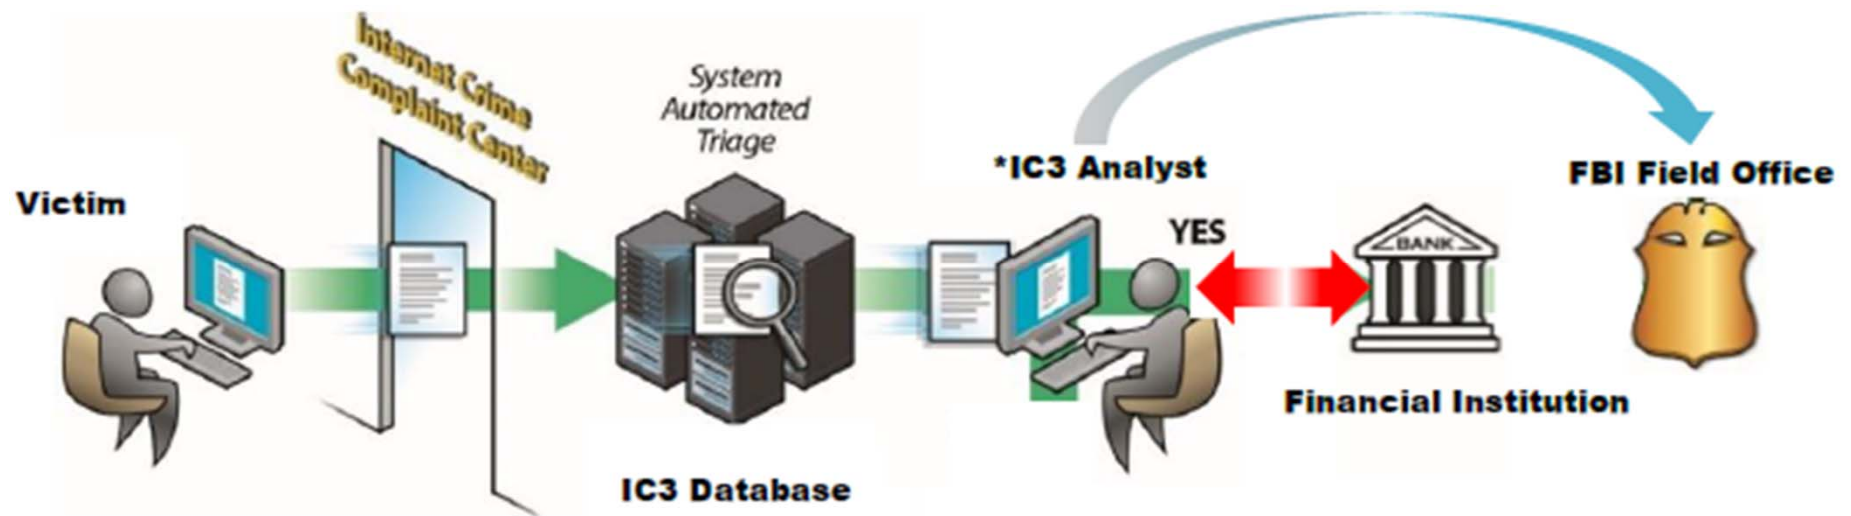 Internet Crime
Complaint Center
System
Automated
Triage
*IC3 Analyst
FBI Field Office
Victim
YES
BANK
Financial Institution
IC3 Database